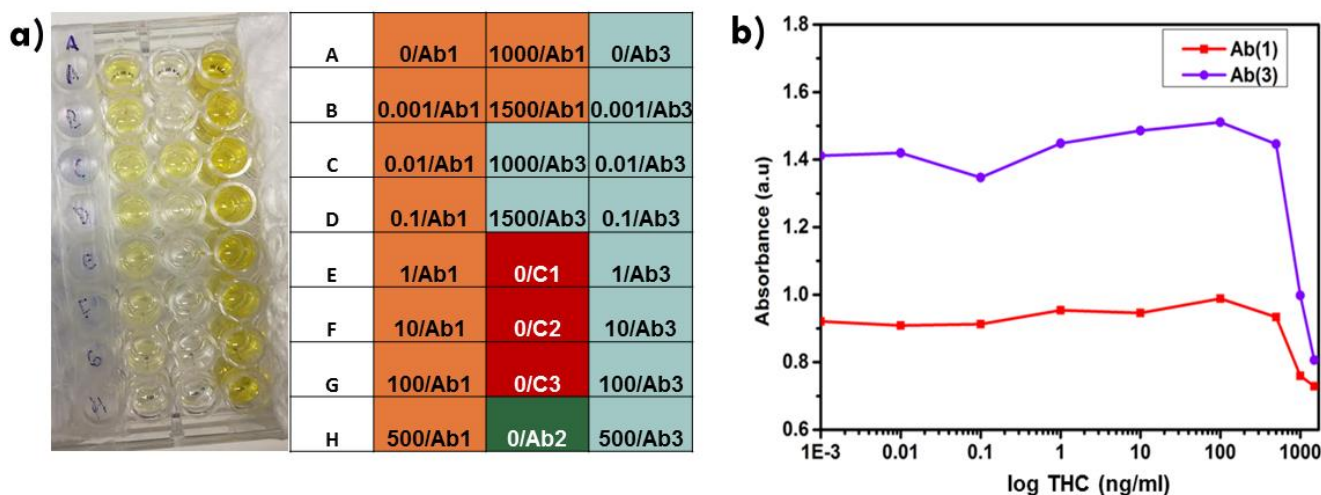 a)
A 0/Ab1 1000/Ab1 0/Ab3
B 0.001/Ab1 1500/Ab1 0.001/Ab3
C 0.01/Ab1 1000/Ab3 0.01/Ab3
D 0.1/Ab1 1500/Ab3 0.1/Ab3
E 1/Ab1 0/C1 1/Ab3
F 10/Ab1 0/C2 10/Ab3
G 100/Ab1 0/C3 100/Ab3
H 500/Ab1 0/Ab2 500/Ab3
A
b)
Ab(1)
Ab(3)
Absorbance (a.u)
1.8
1.6
1.4
1.2
1.0
0.8
0.6
1E-3 0.01 0.1 1 10 100 1000
log THC (ng/ml)